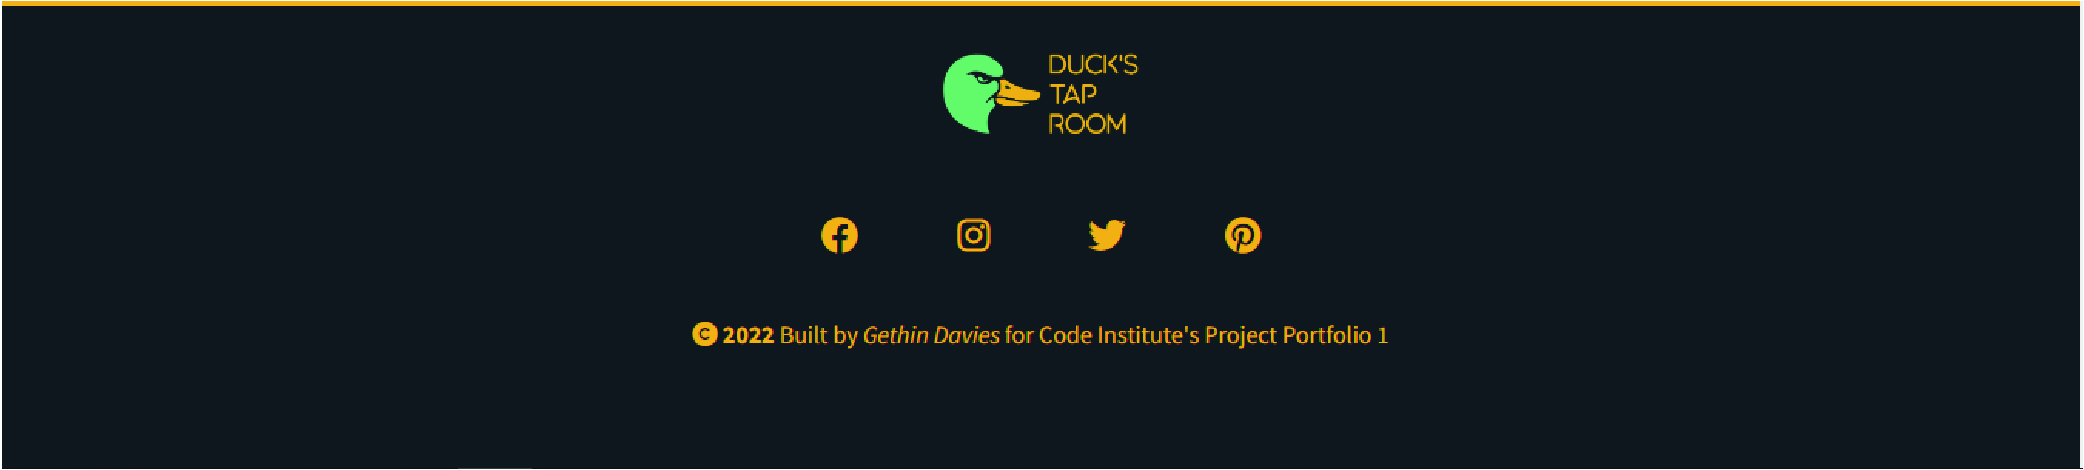 DUCK'S
TAP
ROOM
© 2022 Built by Gethin Davies for Code Institute's Project Portfolio 1